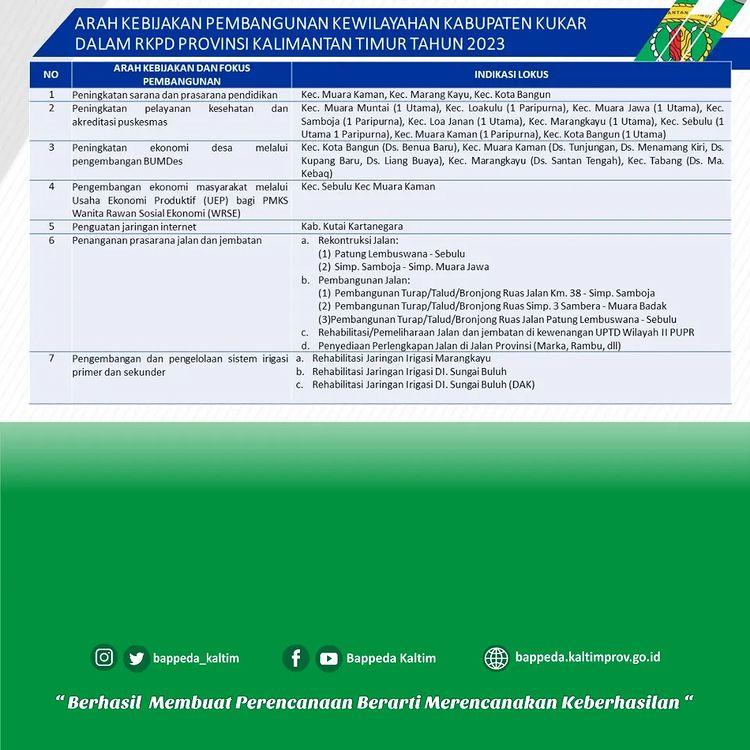 ARAH KEBIJAKAN PEMBANGUNAN KEWILAYAHAN KABUPATEN KUKAR
DALAM RKPD PROVINSI KALIMANTAN TIMUR TAHUN 2023
NO
ARAH KEBIJAKAN DAN FOKUS
PEMBANGUNAN
INDIKASI LOKUS
1
Peningkatan sarana dan prasarana pendidikan
Kec. Muara Kaman, Kec. Marang Kayu, Kec. Kota Bangun
2
Peningkatan pelayanan kesehatan dan
akreditasi puskesmas
Kec. Muara Muntai (1 Utama), Kec. Loakulu (1 Paripurna), Kec. Muara Jawa (1 Utama), Kec.
Samboja (1 Paripurna), Kec. Loa Janan (1 Utama), Kec. Marangkayu (1 Utama), Kec. Sebulu (1
Utama 1 Paripurna), Kec. Muara Kaman (1 Paripurna), Kec. Kota Bangun (1 Utama)
3
Peningkatan ekonomi desa melalui
pengembangan BUMDes
Kec. Kota Bangun (Ds. Benua Baru), Kec. Muara Kaman (Ds. Tunjungan, Ds. Menamang Kiri, Ds.
Kupang Baru, Ds. Liang Buaya), Kec. Marangkayu (Ds. Santan Tengah), Kec. Tabang (Ds. Ma.
Kebaq)
4
Pengembangan ekonomi masyarakat melalui
Usaha Ekonomi Produktif (UEP) bagi PMKS
Wanita Rawan Sosial Ekonomi (WRSE)
Kec. Sebulu Kec Muara Kaman
5
Penguatan jaringan internet
Kab. Kutai Kartanegara
6
Penanganan prasarana jalan dan jembatan
a. Rekontruksi Jalan:
(1) Patung Lembuswana - Sebulu
(2) Simp. Samboja - Simp. Muara Jawa
b. Pembangunan Jalan:
(1) Pembangunan Turap/Talud/Bronjong Ruas Jalan Km. 38 - Simp. Samboja
(2) Pembangunan Turap/Talud/Bronjong Ruas Simp. 3 Sambera - Muara Badak
(3)Pembangunan Turap/Talud/Bronjong Ruas Jalan Patung Lembuswana - Sebulu
c. Rehabilitasi/Pemeliharaan Jalan dan jembatan di kewenangan UPTD Wilayah II PUPR
d. Penyediaan Perlengkapan Jalan di Jalan Provinsi (Marka, Rambu, dll)
7
Pengembangan dan pengelolaan sistem irigasi
primer dan sekunder
a. Rehabilitasi Jaringan Irigasi Marangkayu
b. Rehabilitasi Jaringan Irigasi DI. Sungai Buluh
c. Rehabilitasi Jaringan Irigasi DI. Sungai Buluh (DAK)
bappeda_kaltim
Bappeda Kaltim
bappeda.kaltimprov.go.id
“ Berhasil Membuat Perencanaan Berarti Merencanakan Keberhasilan “